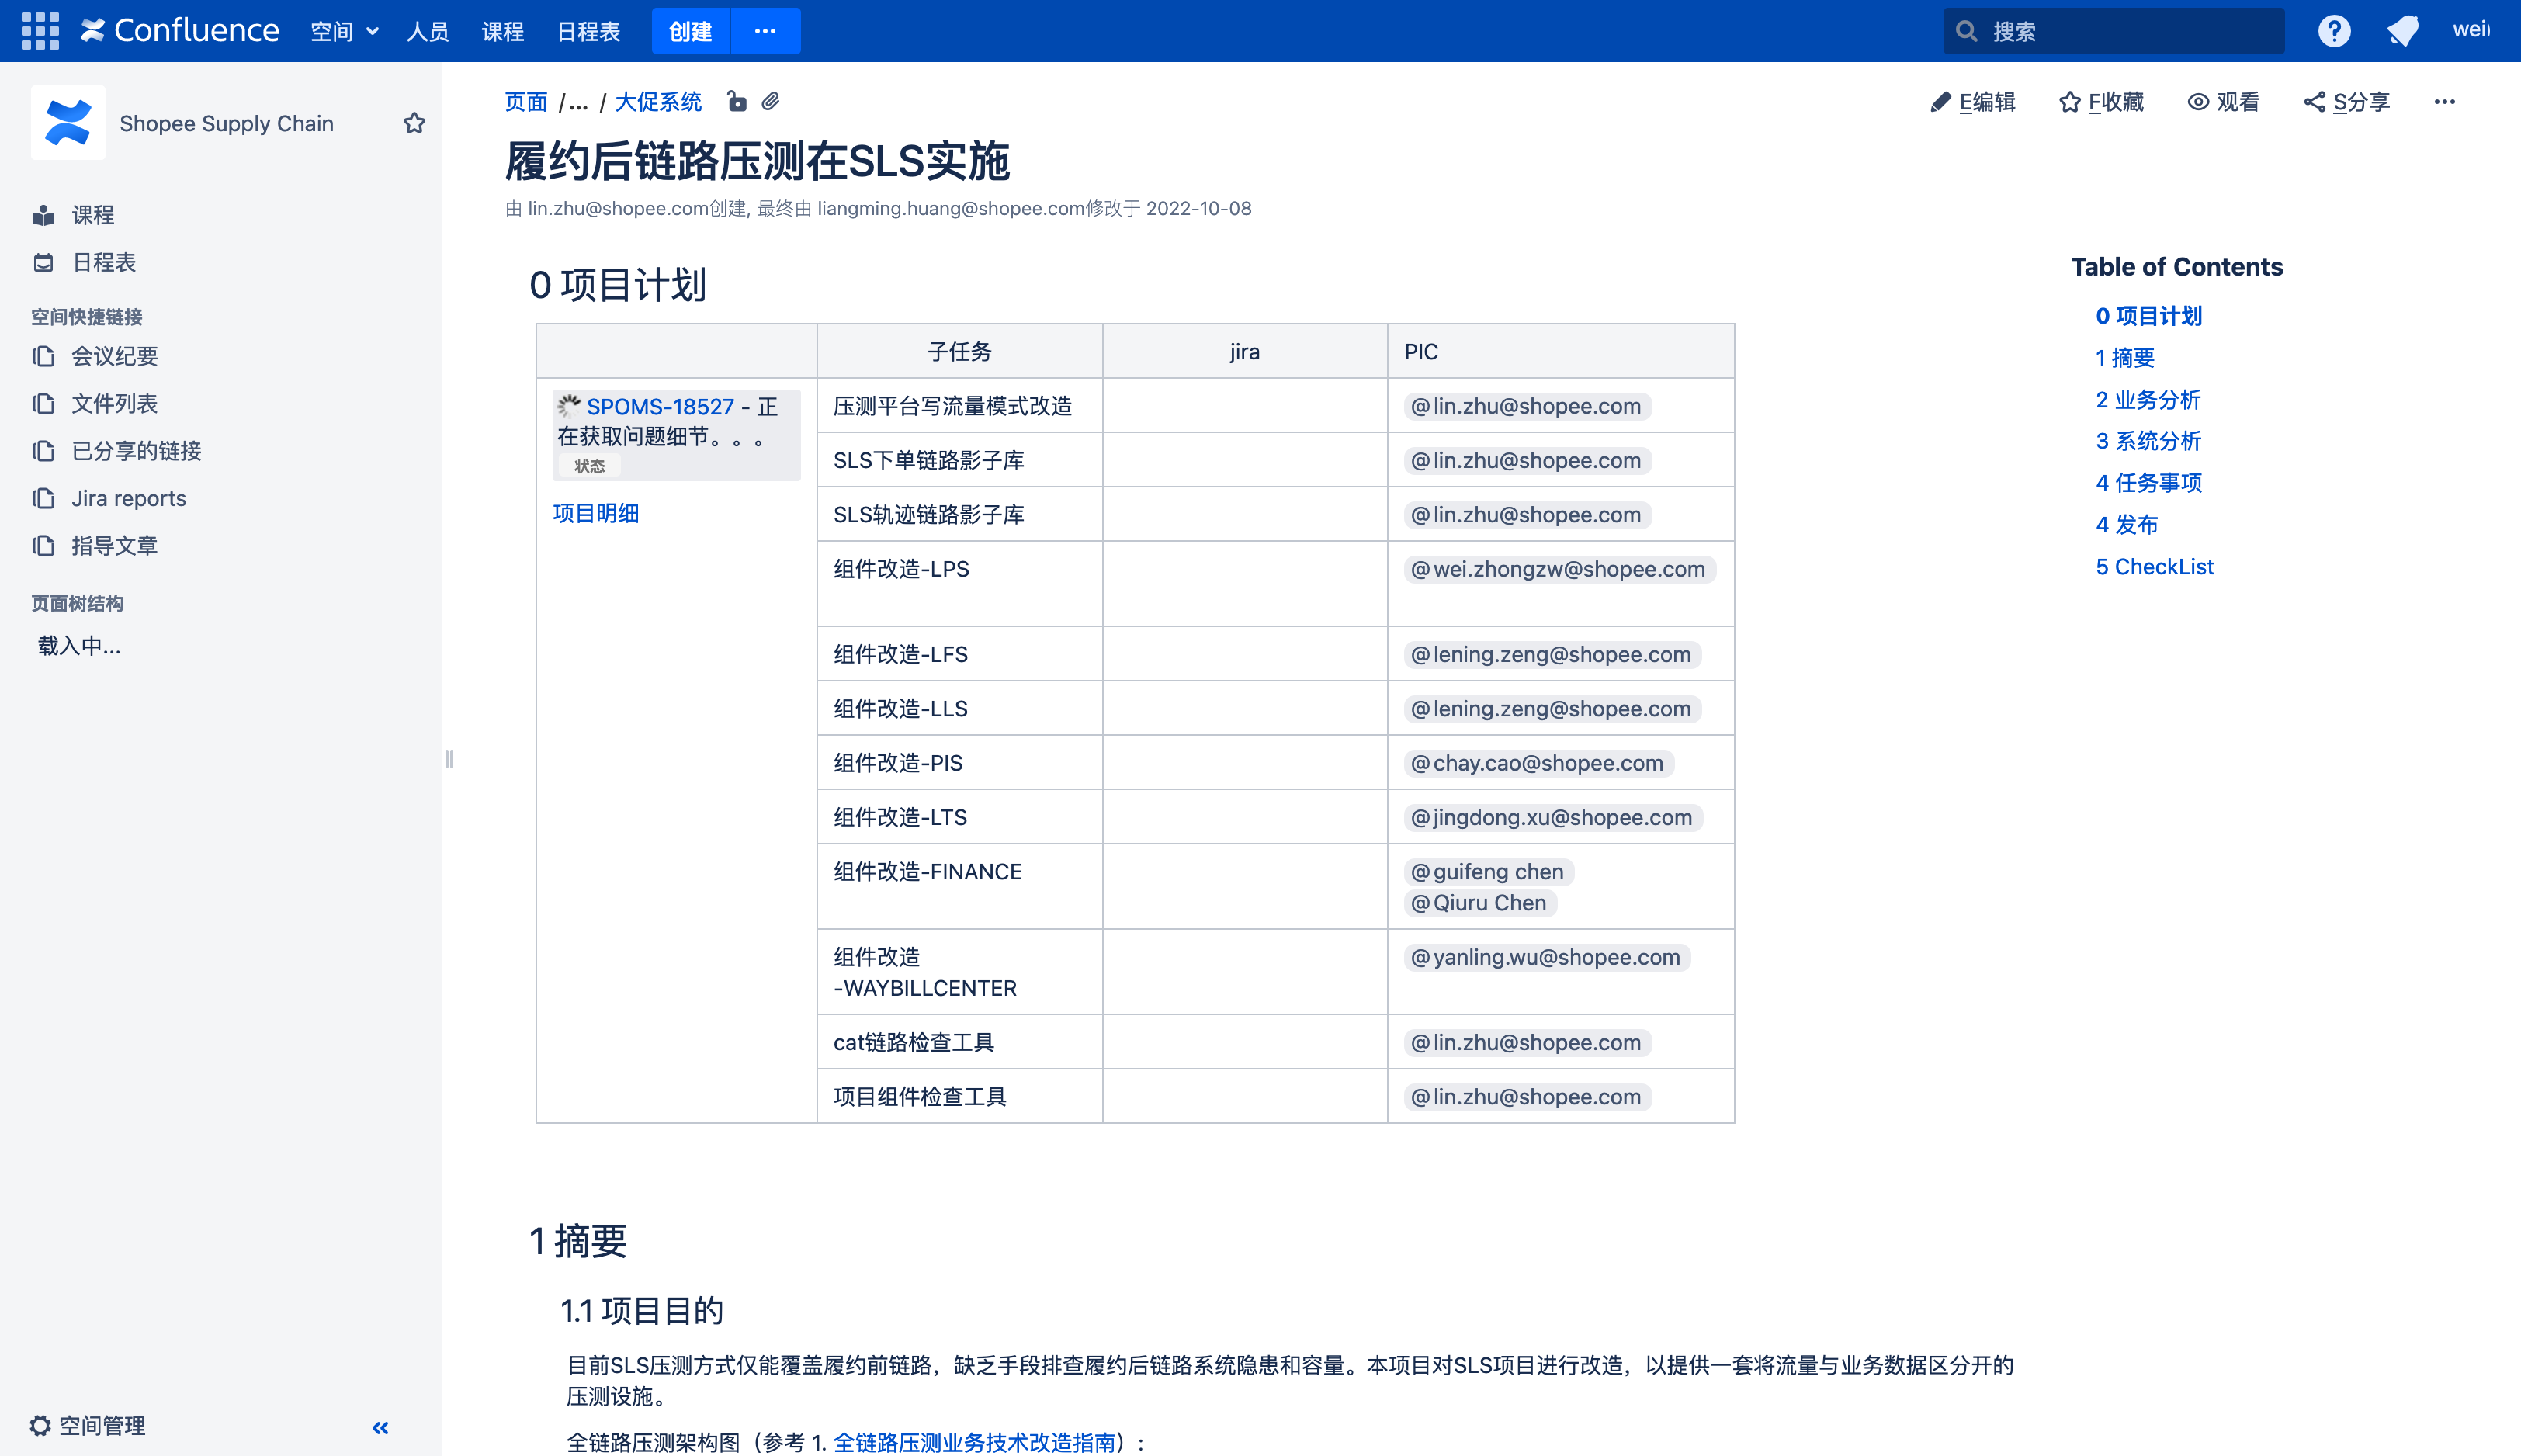 Confluence 空间 人员 课程 日程表 创建 ··· 搜索 ? wei
Shopee Supply Chain
课程
日程表
空间快捷链接
会议纪要
文件列表
已分享的链接
Jira reports
指导文章
页面树结构
载入中...
空间管理
页面 /... / 大促系统
E编辑 F收藏 观看 S分享 ···
履约后链路压测在SLS实施
由 lin.zhu@shopee.com创建, 最终由 liangming.huang@shopee.com修改于 2022-10-08
0 项目计划
子任务 jira PIC
SPOMS-18527 - 正
在获取问题细节。。。
状态
项目明细
压测平台写流量模式改造 @lin.zhu@shopee.com
SLS下单链路影子库 @lin.zhu@shopee.com
SLS轨迹链路影子库 @lin.zhu@shopee.com
组件改造-LPS @wei.zhongzw@shopee.com
组件改造-LFS @lening.zeng@shopee.com
组件改造-LLS @lening.zeng@shopee.com
组件改造-PIS @chay.cao@shopee.com
组件改造-LTS @jingdong.xu@shopee.com
组件改造-FINANCE @guifeng chen
@Qiuru Chen
组件改造 @yanling.wu@shopee.com
-WAYBILLCENTER
cat链路检查工具 @lin.zhu@shopee.com
项目组件检查工具 @lin.zhu@shopee.com
1 摘要
1.1 项目目的
目前SLS压测方式仅能覆盖履约前链路，缺乏手段排查履约后链路系统隐患和容量。本项目对SLS项目进行改造，以提供一套将流量与业务数据区分开的
压测设施。
全链路压测架构图（参考 1. 全链路压测业务技术改造指南）：
Table of Contents
0 项目计划
1 摘要
2 业务分析
3 系统分析
4 任务事项
4 发布
5 CheckList